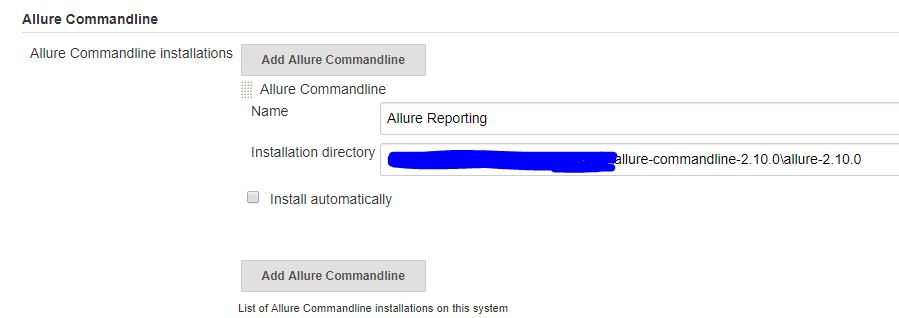 Allure Commandline
Allure Commandline installations
Add Allure Commandline
Allure Commandline
Name
Allure Reporting
Installation directory
allure-commandline-2.10.0\allure-2.10.0
Install automatically
Add Allure Commandline
List of Allure Commandline installations on this system